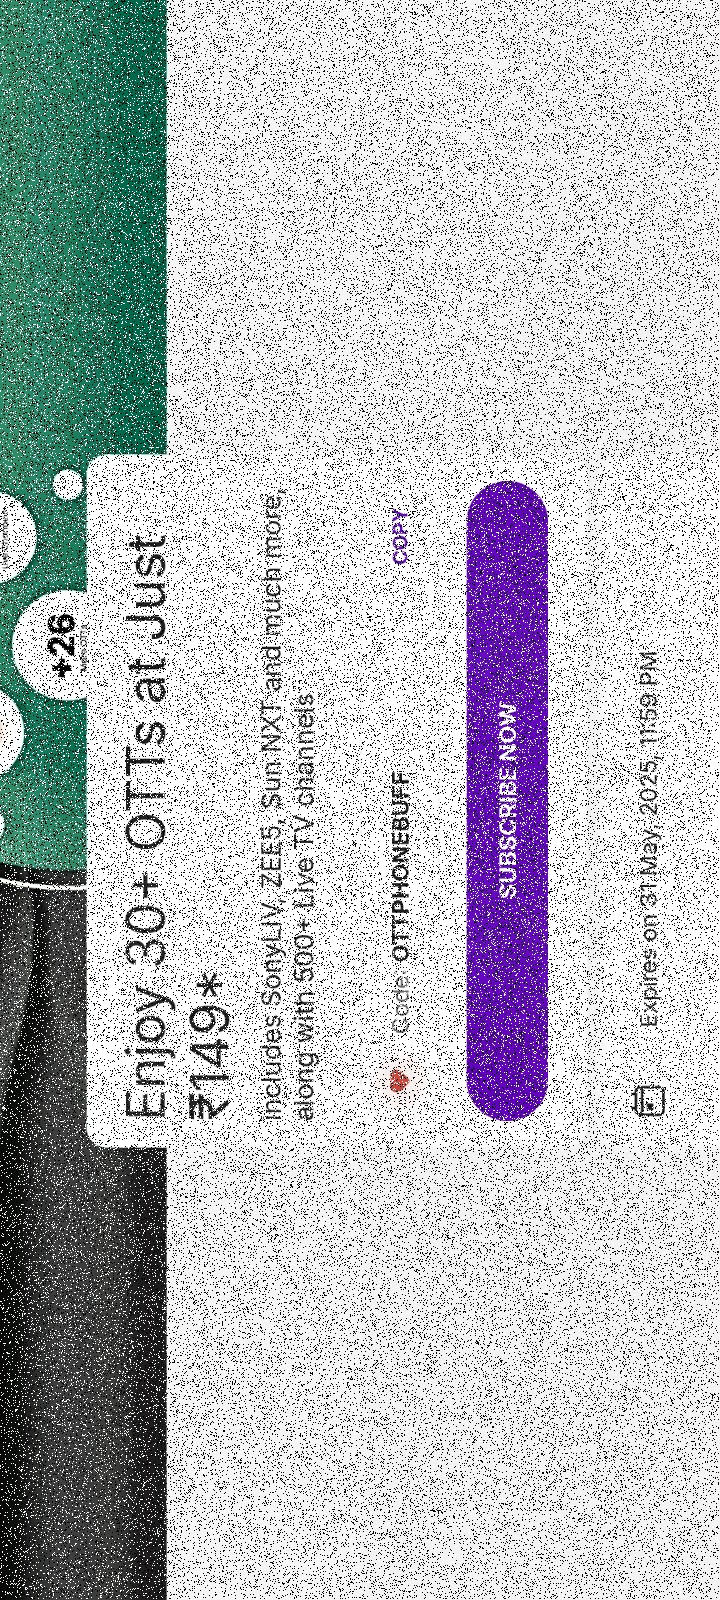 +26
Enjoy 30+ OTTs at Just
₹149*
Includes SonyLIV, ZEE5, Sun NXT and much more,
along with 500+ Live TV channels
Code OTTPHONEBUFF COPY
SUBSCRIBE NOW
Expires on 31 May, 2025, 11:59 PM